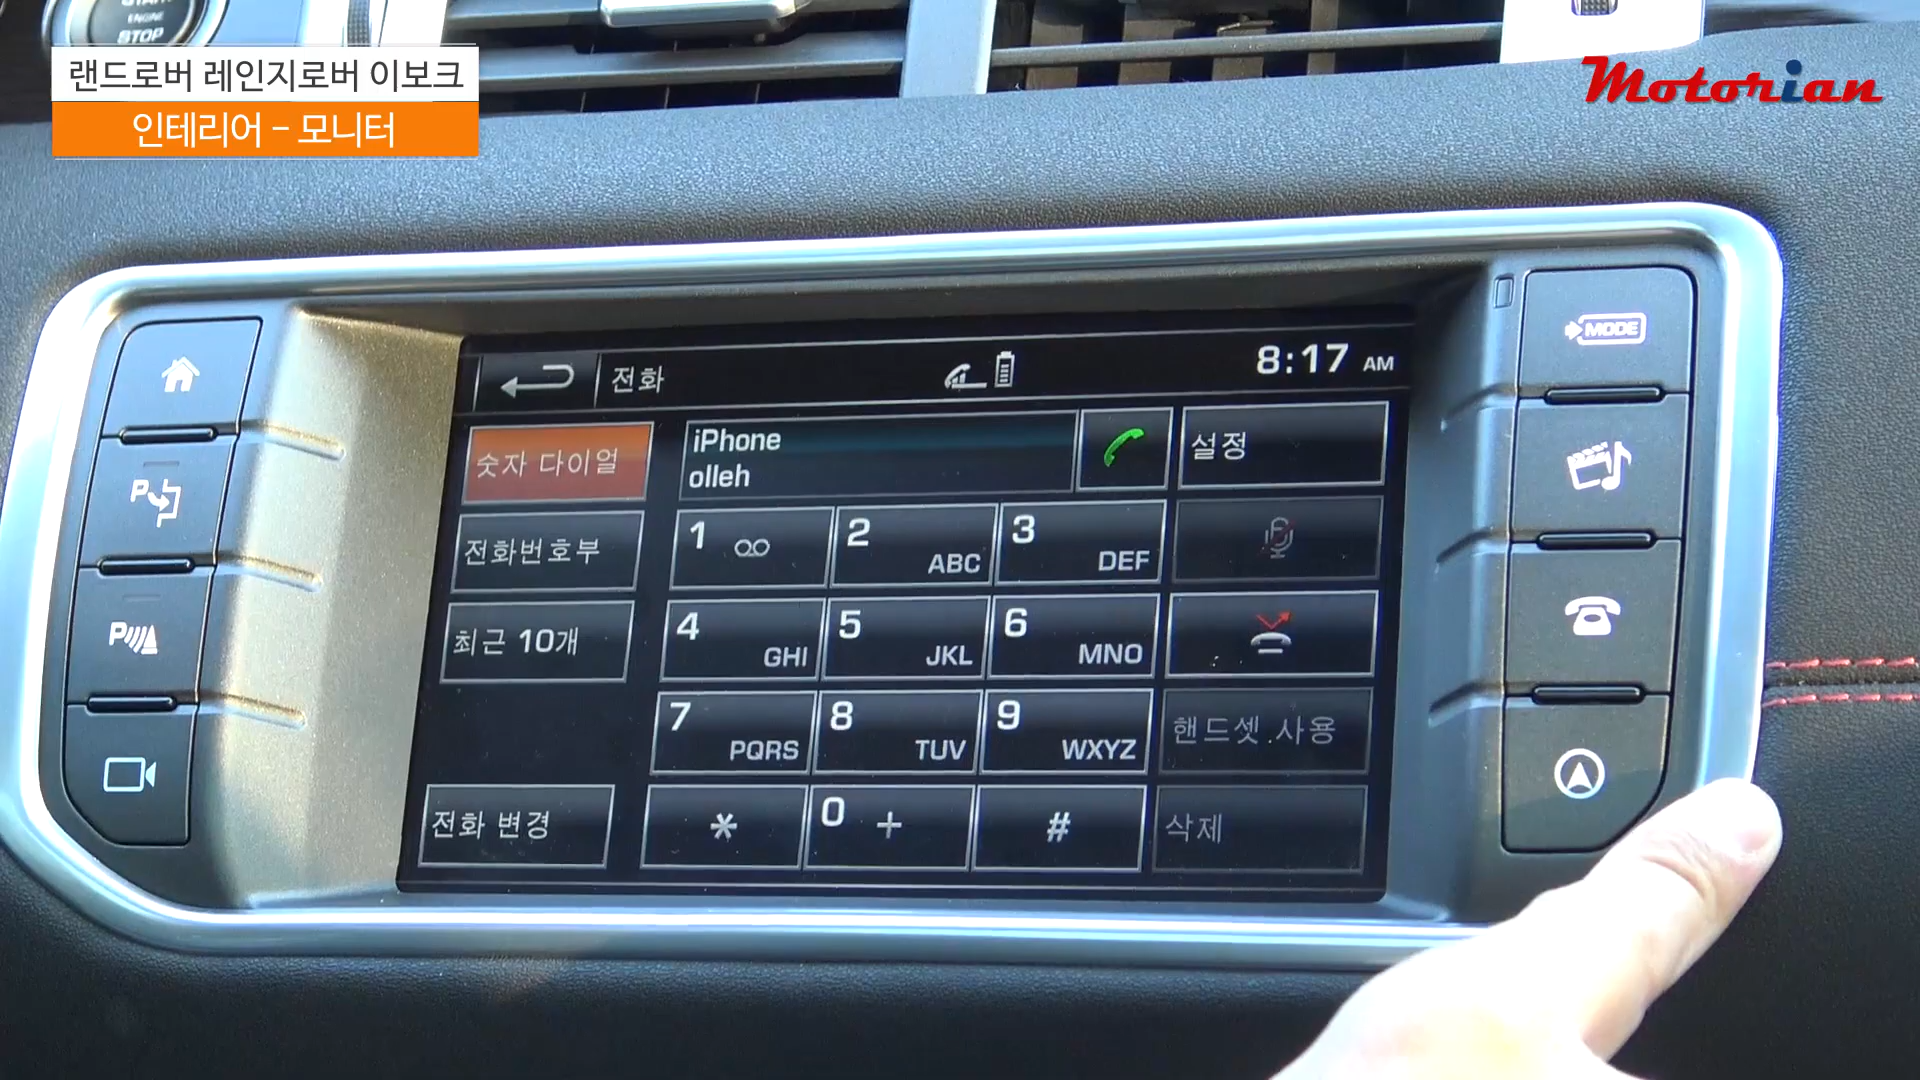 START
ENGINE
STOP
랜드로버 레인지로버 이보크
인테리어 - 모니터
Motorian
MODE
전화
8:17 AM
숫자 다이얼
iPhone
olleh
설정
전화번호부
1
2 ABC
3 DEF
최근 10개
4 GHI
5 JKL
6 MNO
7 PQRS
8 TUV
9 WXYZ
핸드셋 사용
전화 변경
*
0 +
#
삭제
P
P